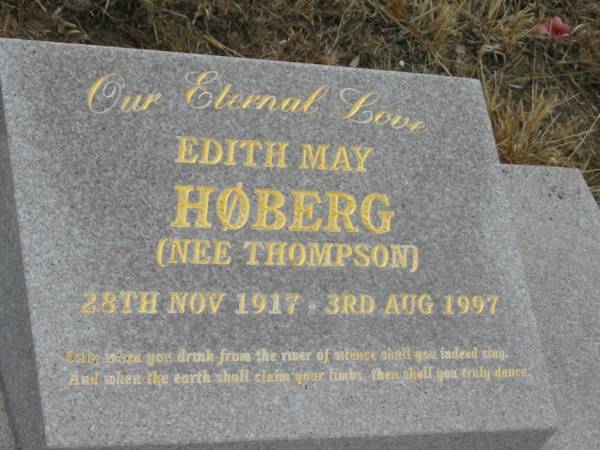 Our Eternal Love
EDITH MAY
HØBERG
(NEE THOMPSON)
28TH NOV 1917 - 3RD AUG 1997
Only when you drink from the river of silence shall you indeed sing.
And when the earth shall claim your limbs, then shall you truly dance.